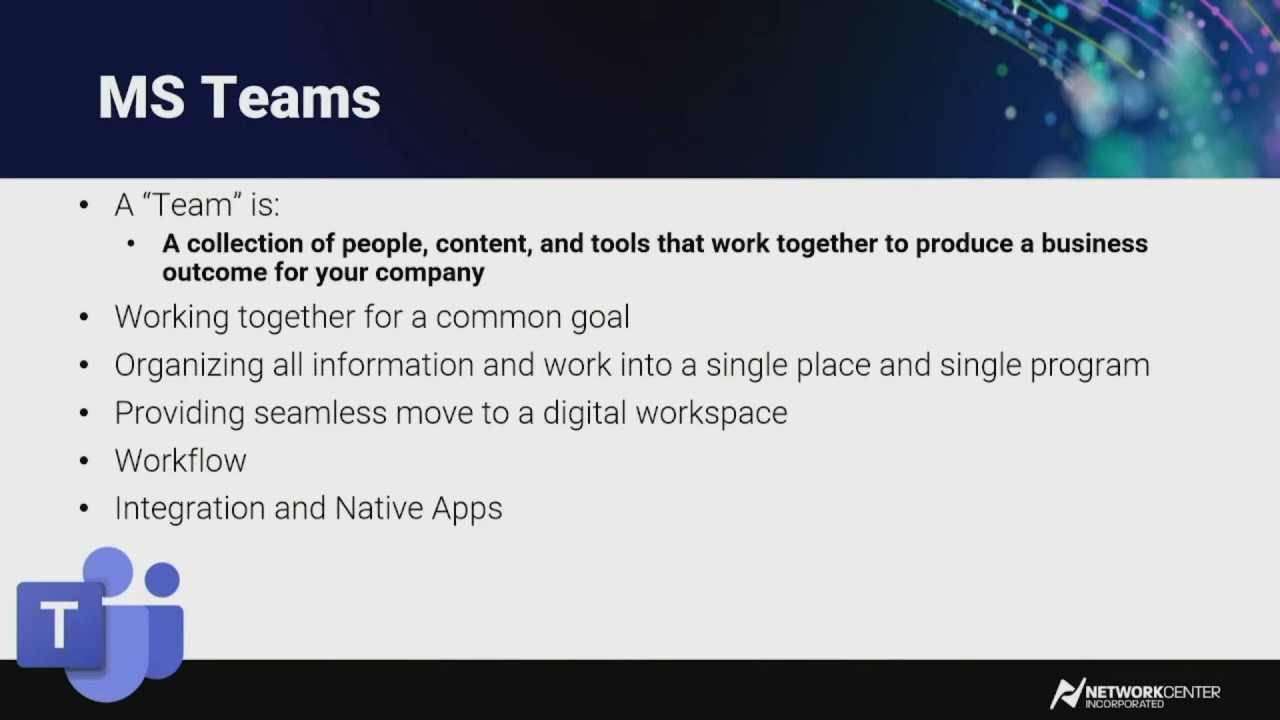 MS Teams
• A “Team” is:
• A collection of people, content, and tools that work together to produce a business
outcome for your company
• Working together for a common goal
• Organizing all information and work into a single place and single program
• Providing seamless move to a digital workspace
• Workflow
• Integration and Native Apps
T
NETWORKCENTER
INCORPORATED